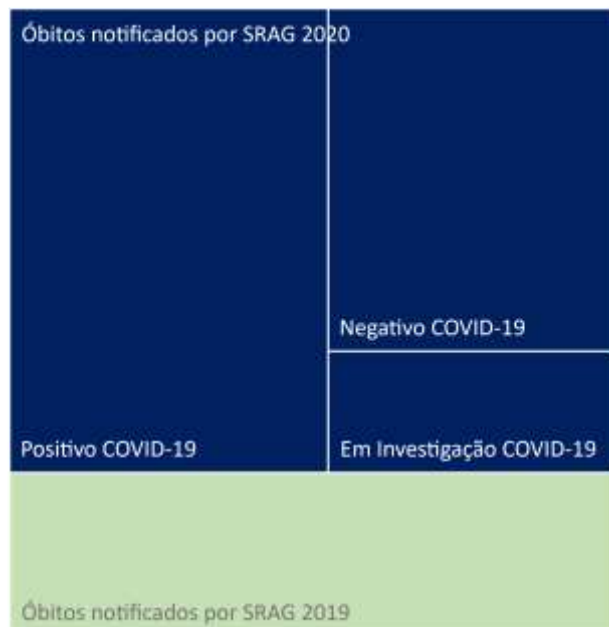 Óbitos notificados por SRAG 2020
Negativo COVID-19
Positivo COVID-19
Em Investigação COVID-19
Óbitos notificados por SRAG 2019